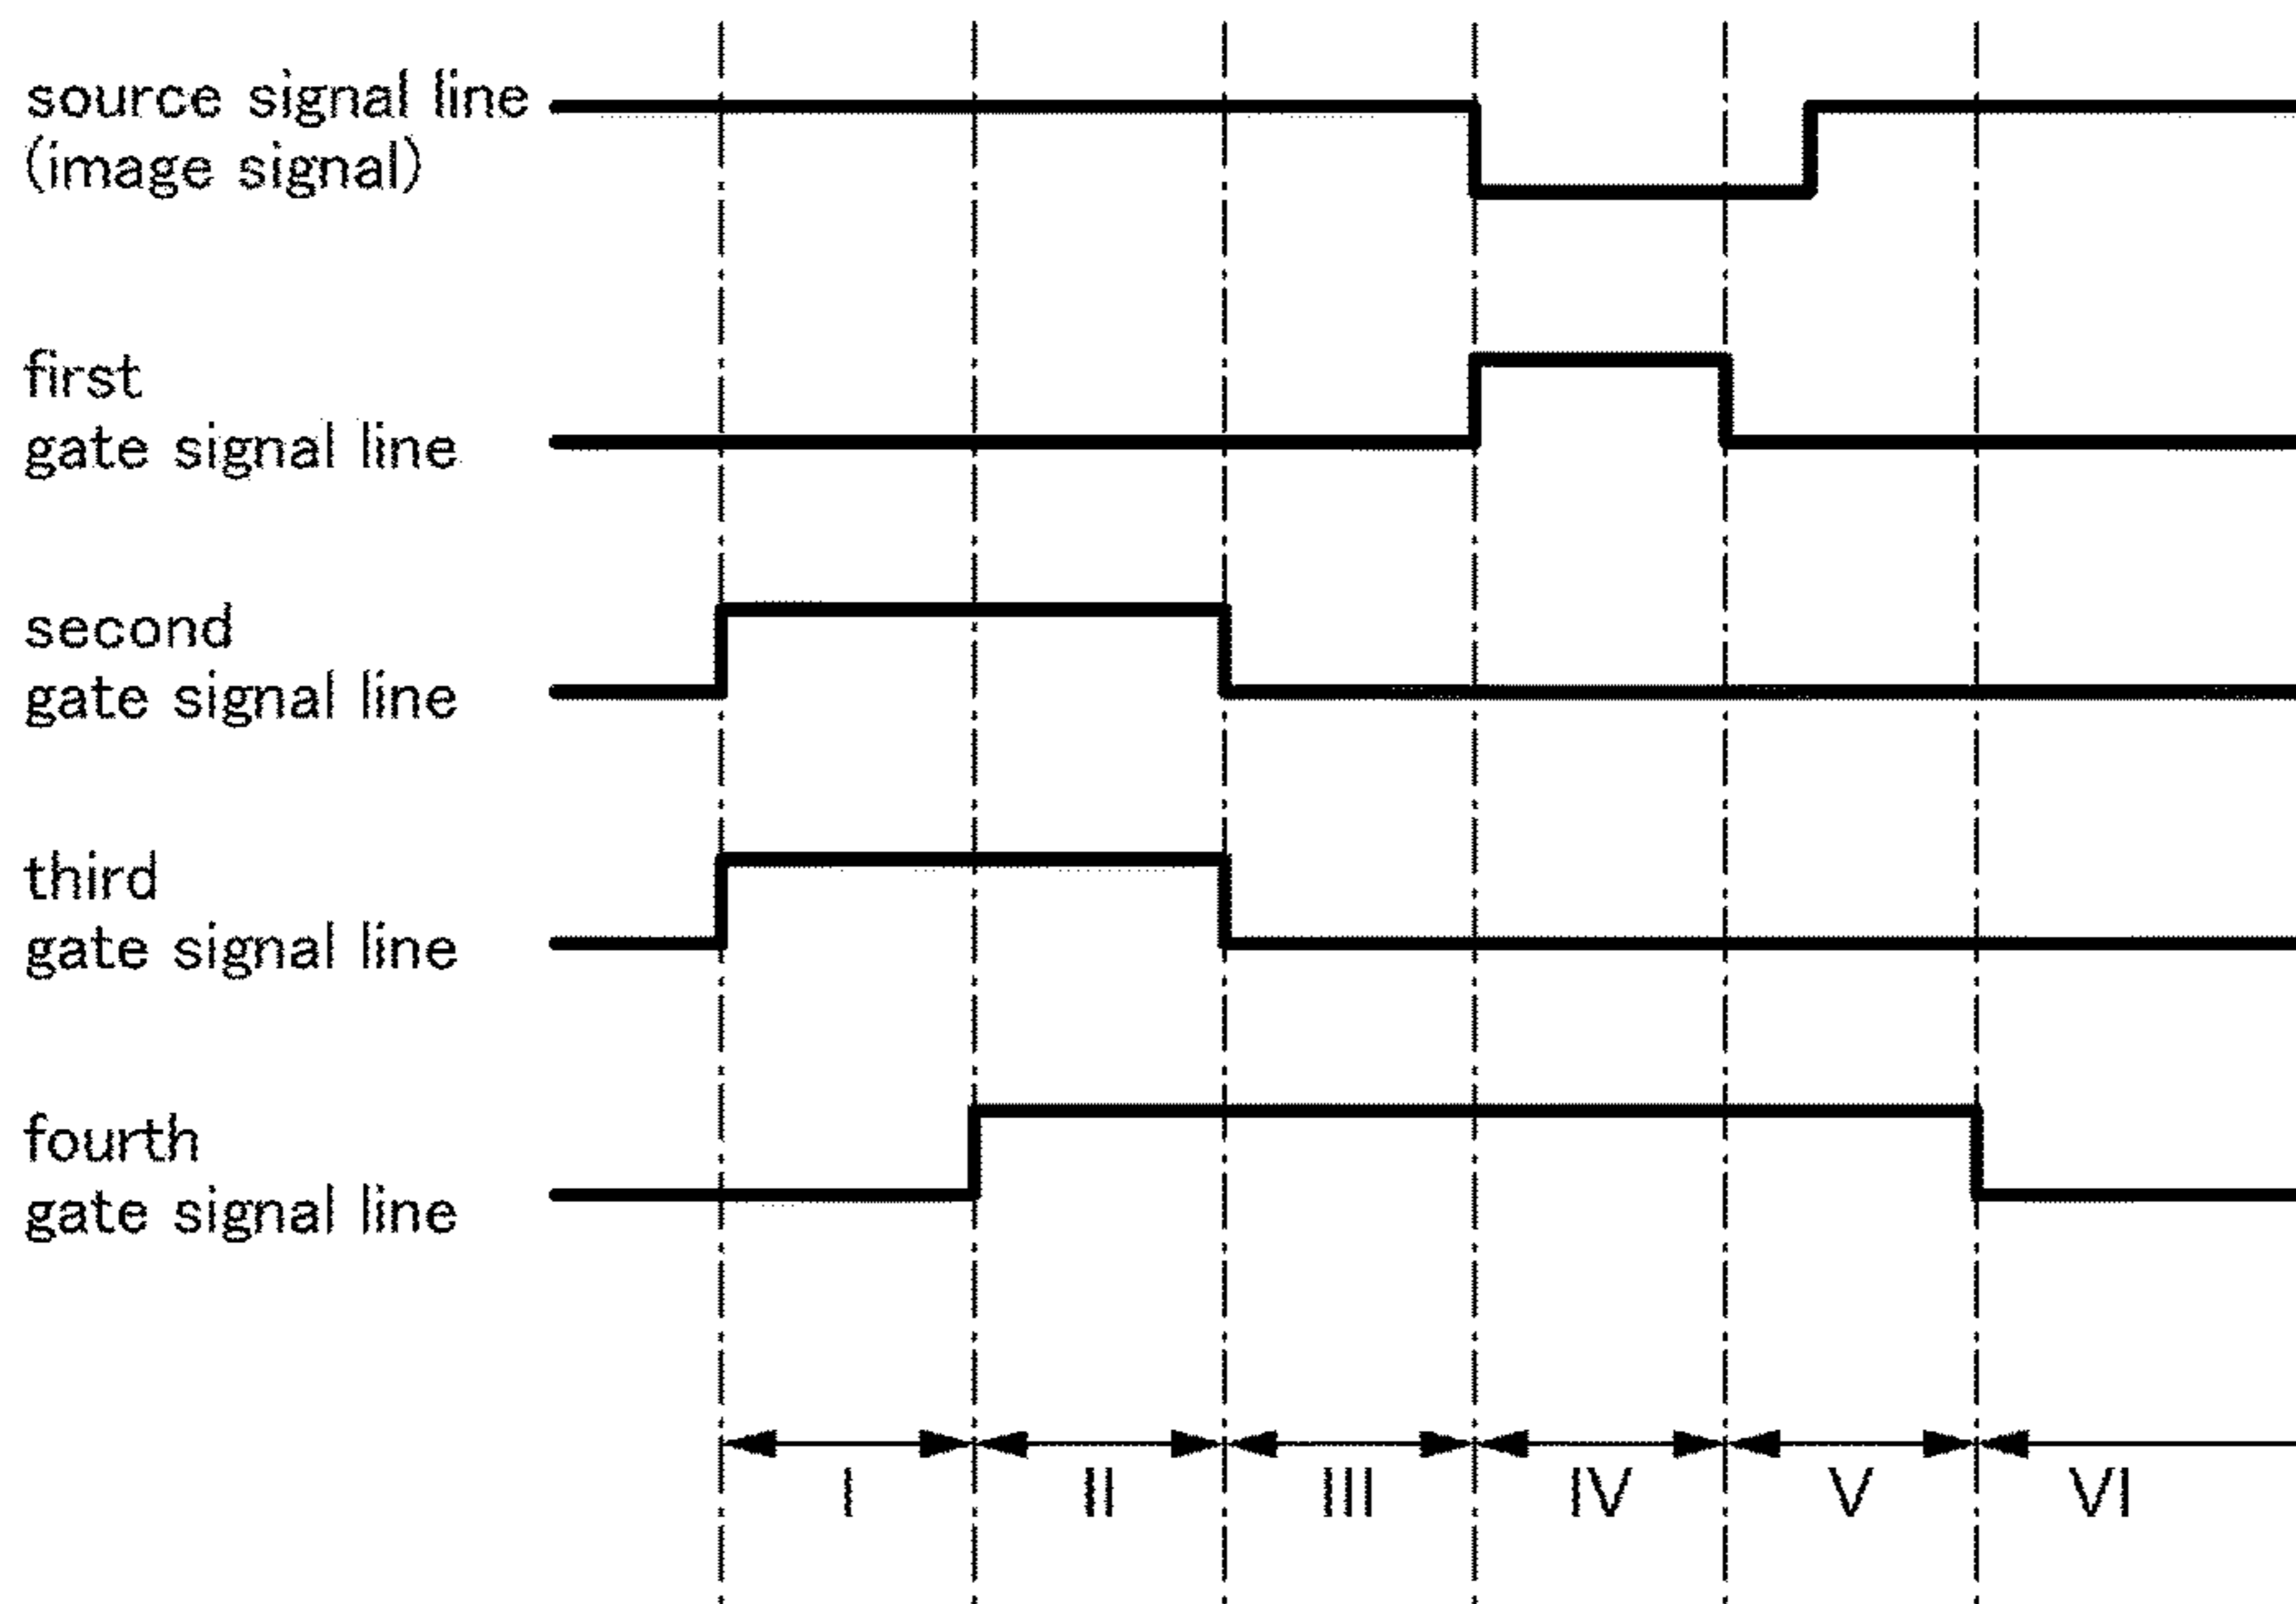 source signal line
(image signal)
first
gate signal line
second
gate signal line
third
gate signal line
fourth
gate signal line
I II III IV V VI